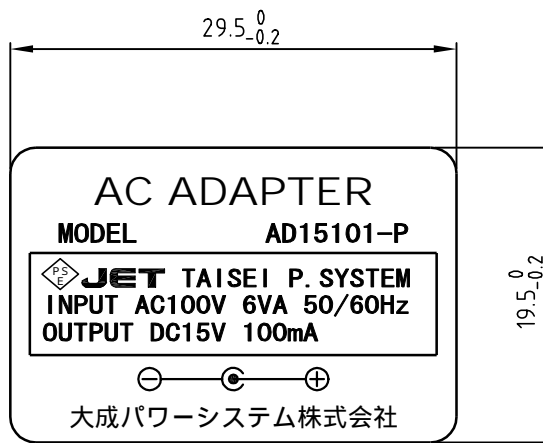 29.5 0 -0.2
AC ADAPTER
MODEL AD15101-P
PS E JET TAISEI P. SYSTEM
INPUT AC100V 6VA 50/60Hz
OUTPUT DC15V 100mA
大成パワーシステム株式会社
19.5 0 -0.2